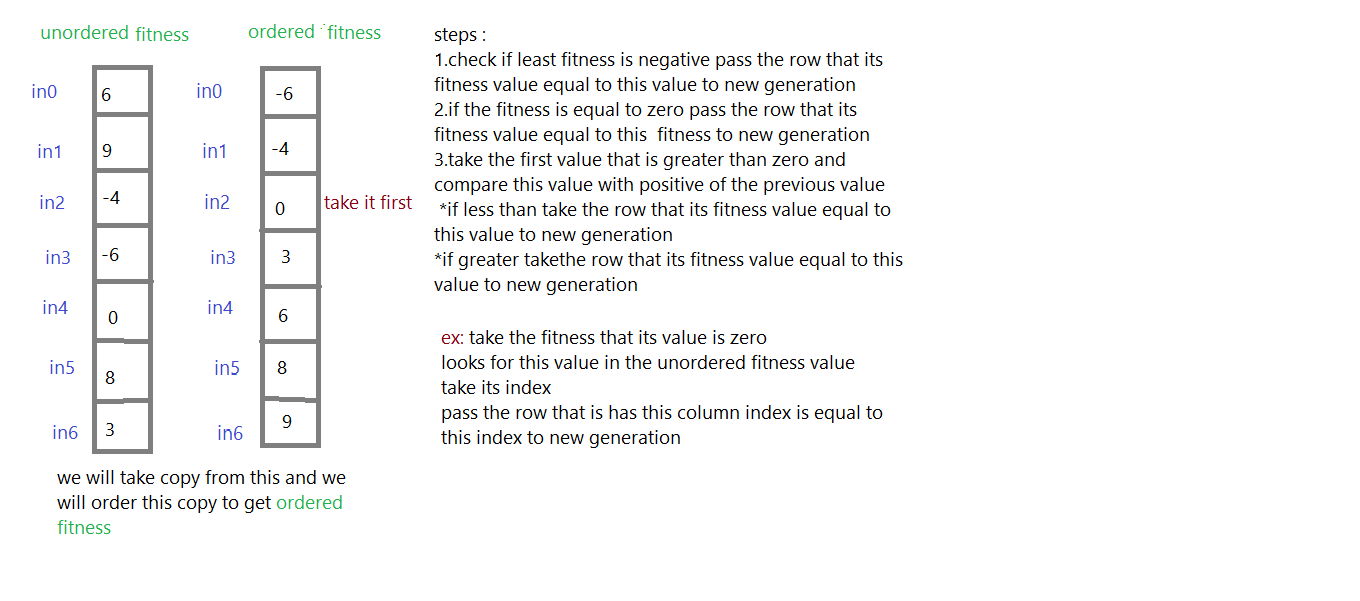 unordered fitness
in0 6
in1 9
in2 -4
in3 -6
in4 0
in5 8
in6 3
we will take copy from this and we
will order this copy to get ordered
fitness
ordered fitness
in0 -6
in1 -4
in2 0 take it first
in3 3
in4 6
in5 8
in6 9
steps :
1.check if least fitness is negative pass the row that its
fitness value equal to this value to new generation
2.if the fitness is equal to zero pass the row that its
fitness value equal to this fitness to new generation
3.take the first value that is greater than zero and
compare this value with positive of the previous value
*if less than take the row that its fitness value equal to
this value to new generation
*if greater takethe row that its fitness value equal to this
value to new generation
ex: take the fitness that its value is zero
looks for this value in the unordered fitness value
take its index
pass the row that is has this column index is equal to
this index to new generation